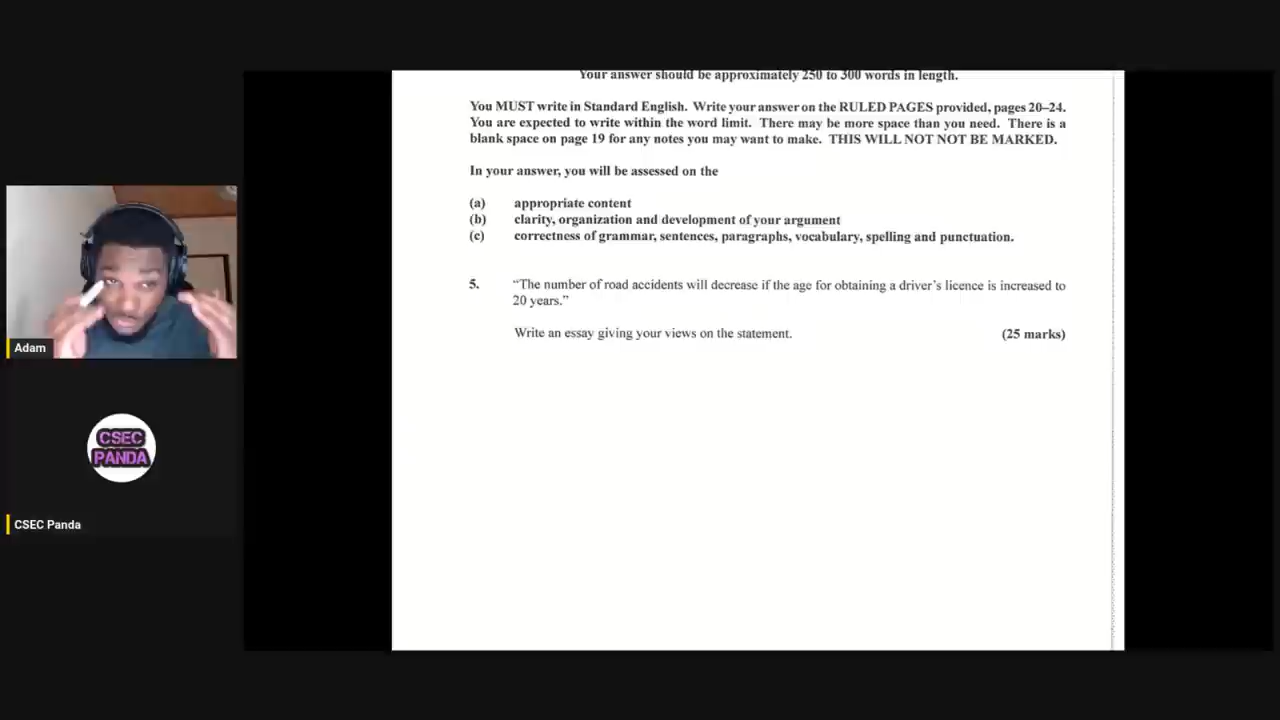 Your answer should be approximately 250 to 300 words in length.
You MUST write in Standard English. Write your answer on the RULED PAGES provided, pages 20–24.
You are expected to write within the word limit. There may be more space than you need. There is a
blank space on page 19 for any notes you may want to make. THIS WILL NOT NOT BE MARKED.
In your answer, you will be assessed on the
(a) appropriate content
(b) clarity, organization and development of your argument
(c) correctness of grammar, sentences, paragraphs, vocabulary, spelling and punctuation.
5. “The number of road accidents will decrease if the age for obtaining a driver’s licence is increased to
20 years.”
Write an essay giving your views on the statement. (25 marks)
Adam
CSEC
PANDA
CSEC Panda